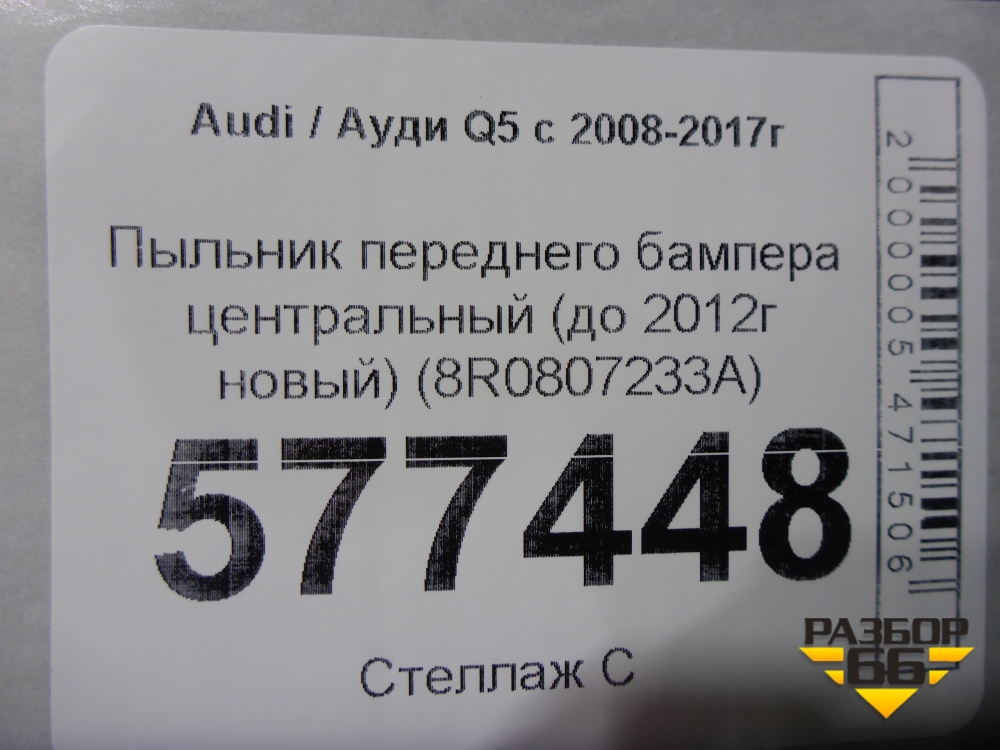 Audi / Ауди Q5 с 2008-2017г
Пыльник переднего бампера
центральный (до 2012г
новый) (8R0807233A)
577448
Стеллаж С
2000005471506
РАЗБОР
66